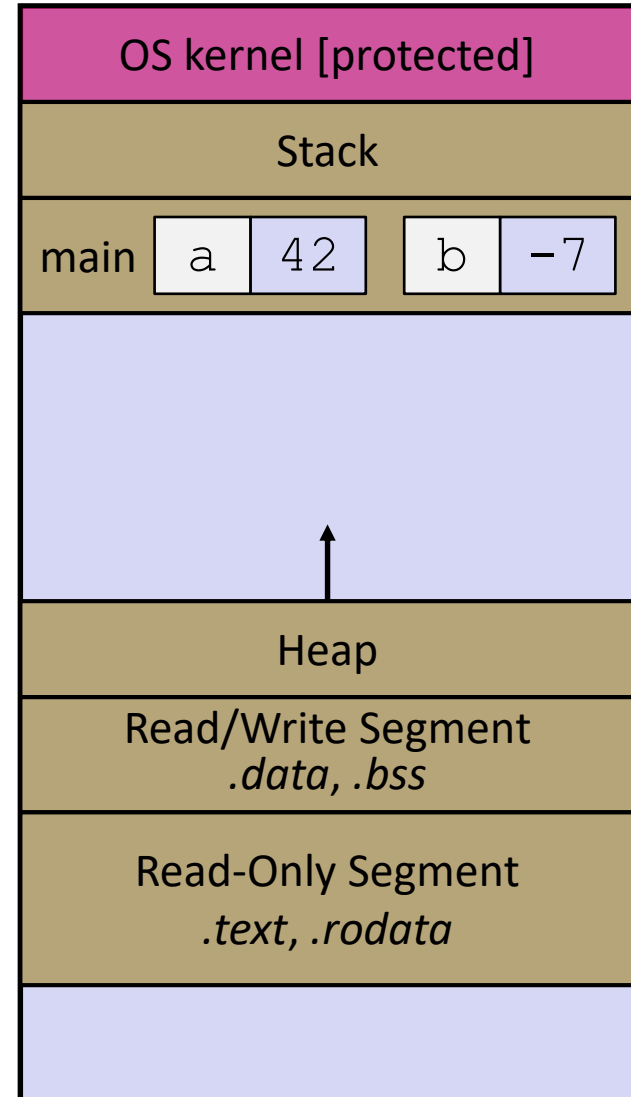 OS kernel [protected]
Stack
main a 42 b -7
Heap
Read/Write Segment
.data, .bss
Read-Only Segment
.text, .rodata